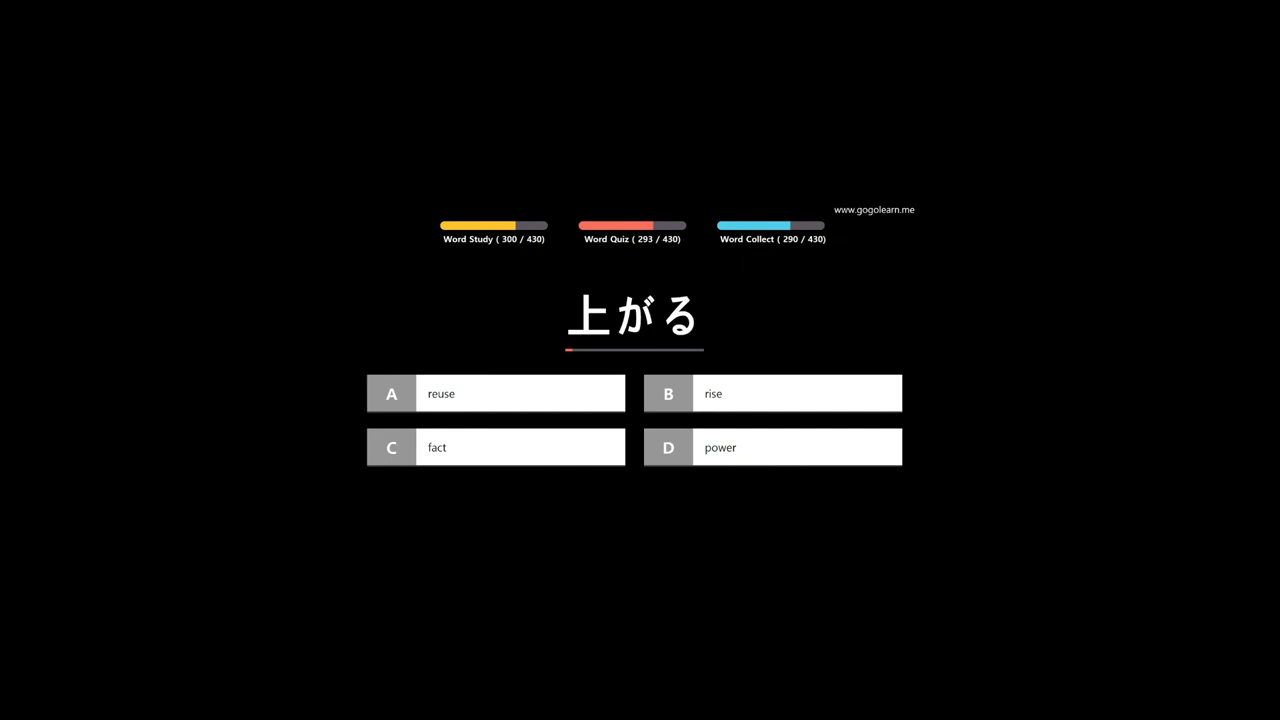 www.gogolearn.me
Word Study ( 300 / 430)
Word Quiz ( 293 / 430)
Word Collect ( 290 / 430)
上がる
A reuse
B rise
C fact
D power